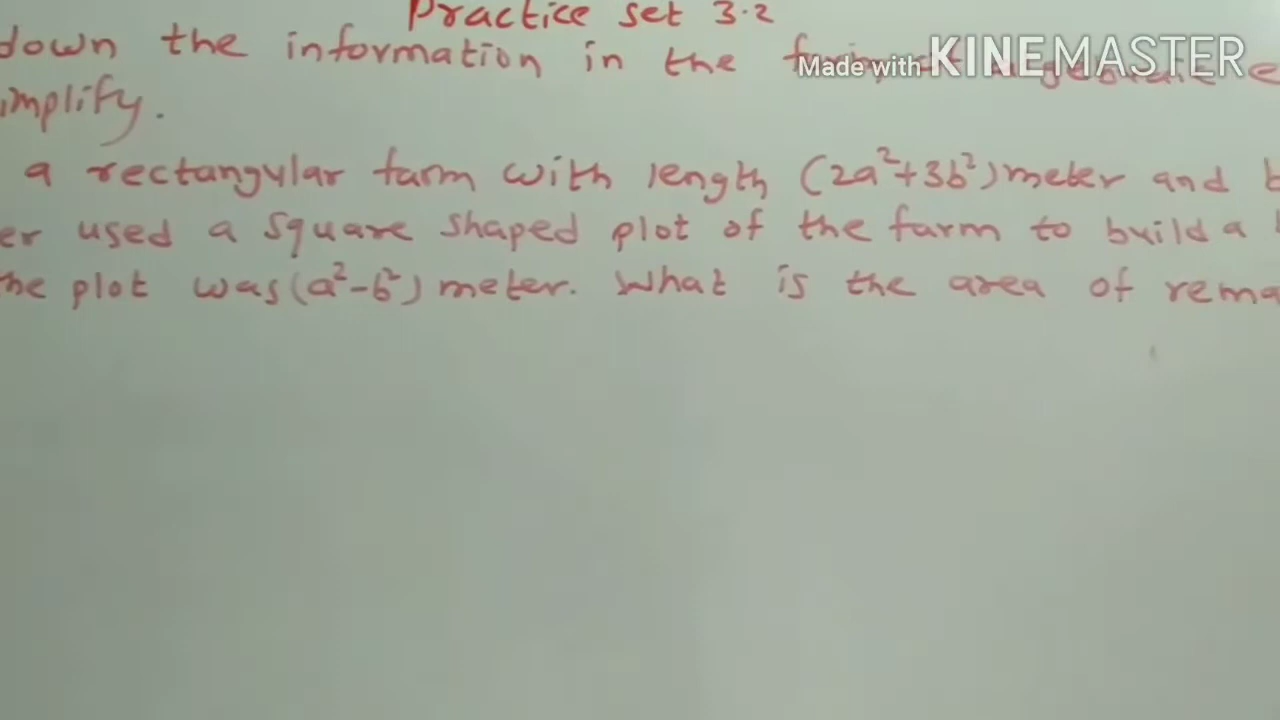 Practice set 3.2
down the information in the
Made with KINEMASTER
implify.
a rectangular farm with length (2a²+3b²) meter and b
er used a square shaped plot of the farm to build a
he plot was (a²-b²) meter. What is the area of rema